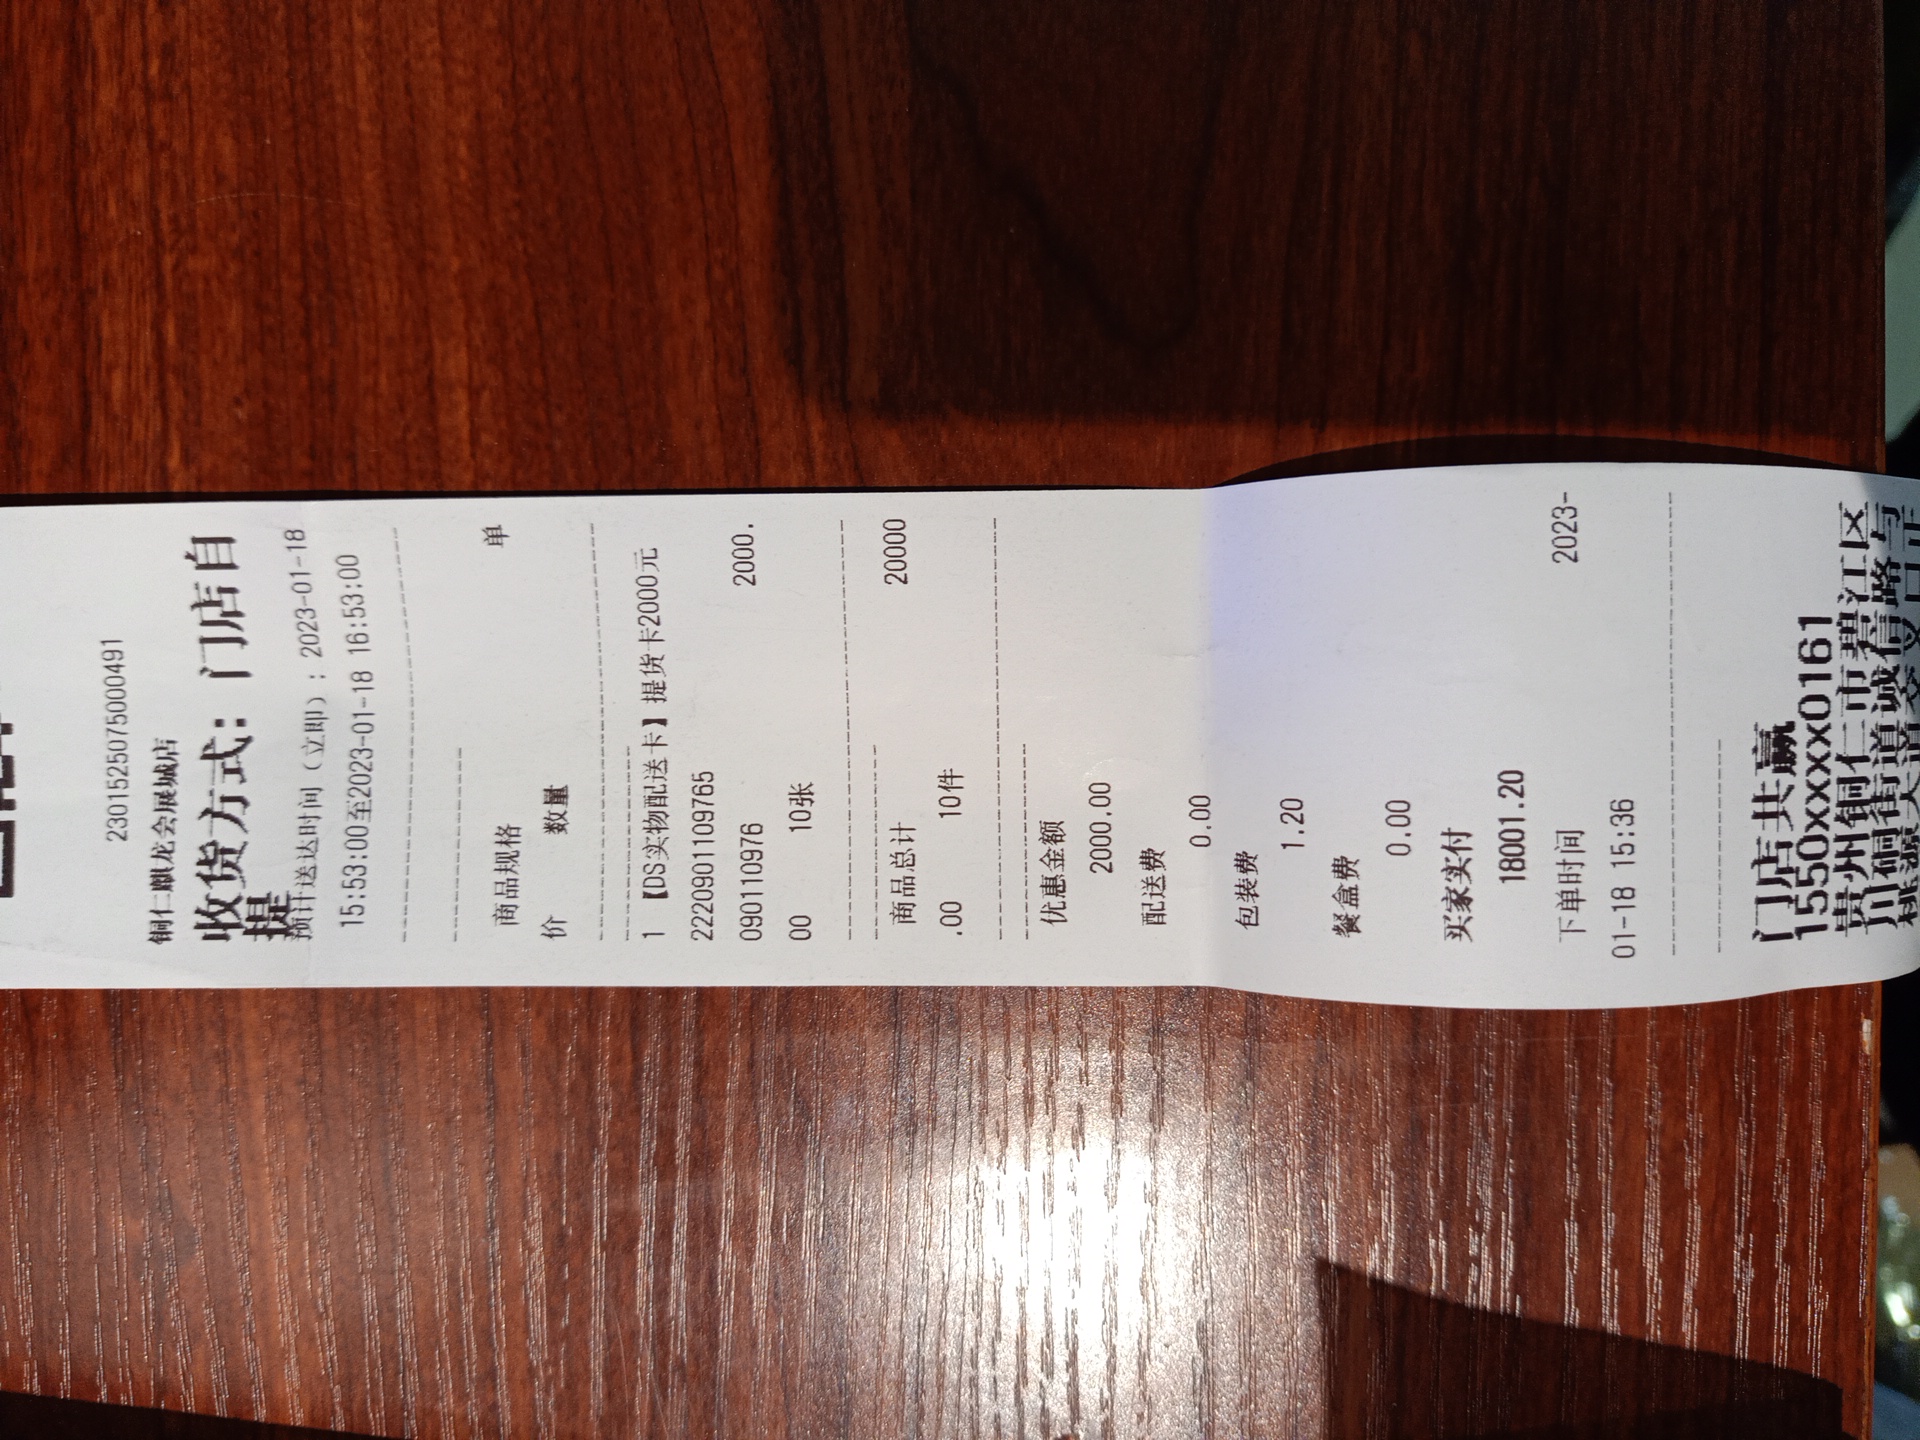 2301525075000491
铜仁麒龙会展城店
收货方式：门店自
提
预计送达时间（立即）：2023-01-18
15:53:00至2023-01-18 16:53:00
商品规格 单
价 数量
1 【DS实物配送卡】提货卡2000元
2220901109765
0901110976 2000.
00 10张
商品总计 20000
.00 10件
优惠金额
2000.00
配送费
0.00
包装费
1.20
餐盒费
0.00
买家实付
18001.20
下单时间 2023-
01-18 15:36
门店共赢
1550xxxx0161
贵州铜仁市碧江区
川硐街道诚信路与